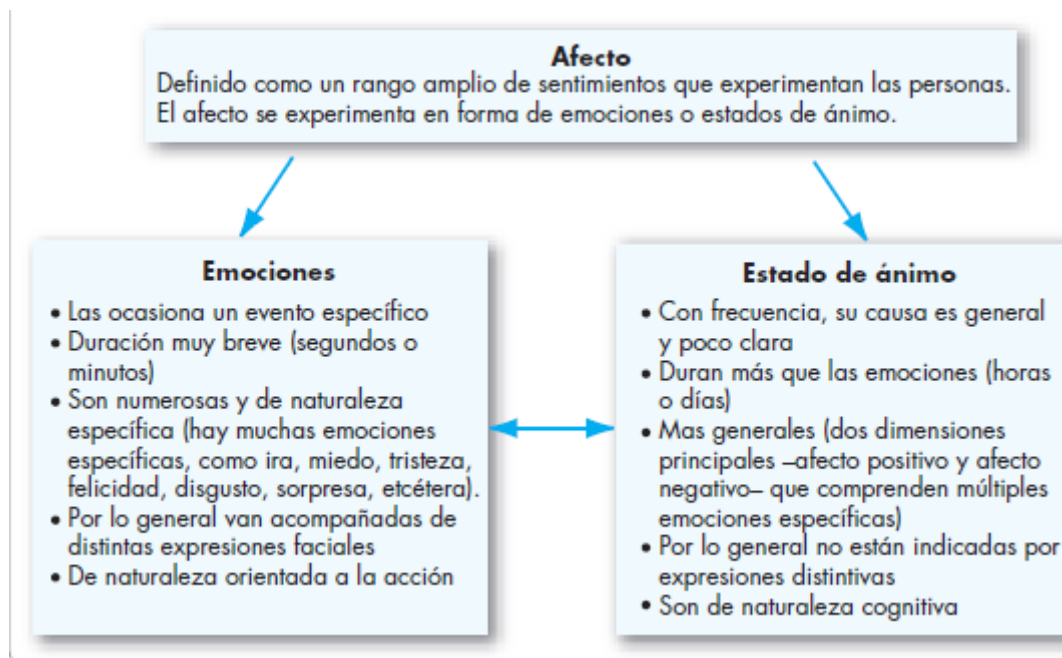 Afecto
Definido como un rango amplio de sentimientos que experimentan las personas.
El afecto se experimenta en forma de emociones o estados de ánimo.
Emociones
• Las ocasiona un evento específico
• Duración muy breve (segundos o
minutos)
• Son numerosas y de naturaleza
específica (hay muchas emociones
específicas, como ira, miedo, tristeza,
felicidad, disgusto, sorpresa, etcétera).
• Por lo general van acompañadas de
distintas expresiones faciales
• De naturaleza orientada a la acción
Estado de ánimo
• Con frecuencia, su causa es general
y poco clara
• Duran más que las emociones (horas
o días)
• Mas generales (dos dimensiones
principales –afecto positivo y afecto
negativo– que comprenden múltiples
emociones específicas)
• Por lo general no están indicadas por
expresiones distintivas
• Son de naturaleza cognitiva